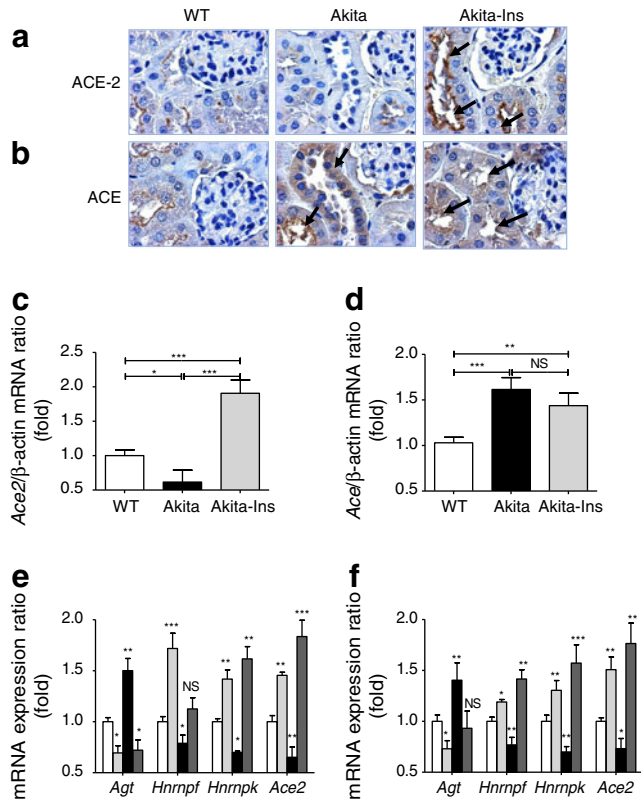 WT Akita Akita-Ins
a
ACE-2
b
ACE
c
Ace2/β-actin mRNA ratio
(fold)
2.5
2.0
1.5
1.0
0.5
***
* ***
WT Akita Akita-Ins
d
Ace/β-actin mRNA ratio
(fold)
2.0
1.5
1.0
0.5
**
*** NS
WT Akita Akita-Ins
e
mRNA expression ratio
(fold)
2.0
1.5
1.0
0.5
* ** *
*** * NS
** * **
** ** ***
Agt Hnrnpf Hnrnpk Ace2
f
mRNA expression ratio
(fold)
2.0
1.5
1.0
0.5
* ** NS
* ** **
** ** ***
** ** **
Agt Hnrnpf Hnrnpk Ace2